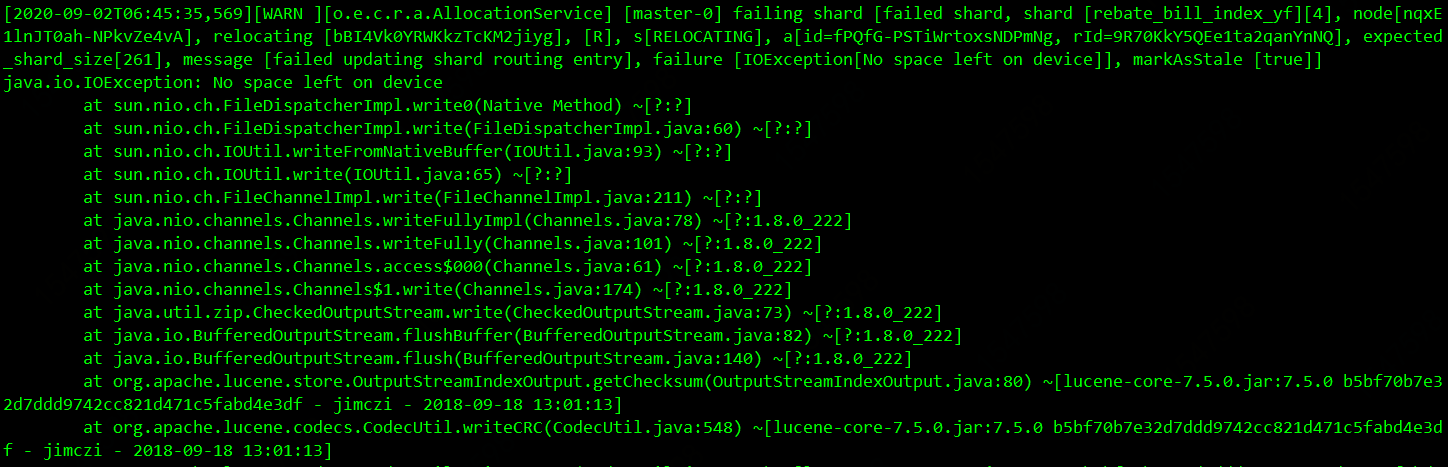 [2020-09-02T06:45:35,569][WARN ][o.e.c.r.a.AllocationService] [master-0] failing shard [failed shard, shard [rebate_bill_index_yf][4], node[nqxE
1lnJT0ah-NPkvZe4vA], relocating [bBI4Vk0YRWKkzTcKM2jiyg], [R], s[RELOCATING], a[id=fPQfG-PSTiWrtoxsNDPmNg, rId=9R70KkY5QEe1ta2qanYnNQ], expected
_shard_size[261], message [failed updating shard routing entry], failure [IOException[No space left on device]], markAsStale [true]]
java.io.IOException: No space left on device
        at sun.nio.ch.FileDispatcherImpl.write0(Native Method) ~[?:?]
        at sun.nio.ch.FileDispatcherImpl.write(FileDispatcherImpl.java:60) ~[?:?]
        at sun.nio.ch.IOUtil.writeFromNativeBuffer(IOUtil.java:93) ~[?:?]
        at sun.nio.ch.IOUtil.write(IOUtil.java:65) ~[?:?]
        at sun.nio.ch.FileChannelImpl.write(FileChannelImpl.java:211) ~[?:?]
        at java.nio.channels.Channels.writeFullyImpl(Channels.java:78) ~[?:1.8.0_222]
        at java.nio.channels.Channels.writeFully(Channels.java:101) ~[?:1.8.0_222]
        at java.nio.channels.Channels.access$000(Channels.java:61) ~[?:1.8.0_222]
        at java.nio.channels.Channels$1.write(Channels.java:174) ~[?:1.8.0_222]
        at java.util.zip.CheckedOutputStream.write(CheckedOutputStream.java:73) ~[?:1.8.0_222]
        at java.io.BufferedOutputStream.flushBuffer(BufferedOutputStream.java:82) ~[?:1.8.0_222]
        at java.io.BufferedOutputStream.flush(BufferedOutputStream.java:140) ~[?:1.8.0_222]
        at org.apache.lucene.store.OutputStreamIndexOutput.getChecksum(OutputStreamIndexOutput.java:80) ~[lucene-core-7.5.0.jar:7.5.0 b5bf70b7e3
2d7ddd9742cc821d471c5fabd4e3df - jimczi - 2018-09-18 13:01:13]
        at org.apache.lucene.codecs.CodecUtil.writeCRC(CodecUtil.java:548) ~[lucene-core-7.5.0.jar:7.5.0 b5bf70b7e32d7ddd9742cc821d471c5fabd4e3d
f - jimczi - 2018-09-18 13:01:13]